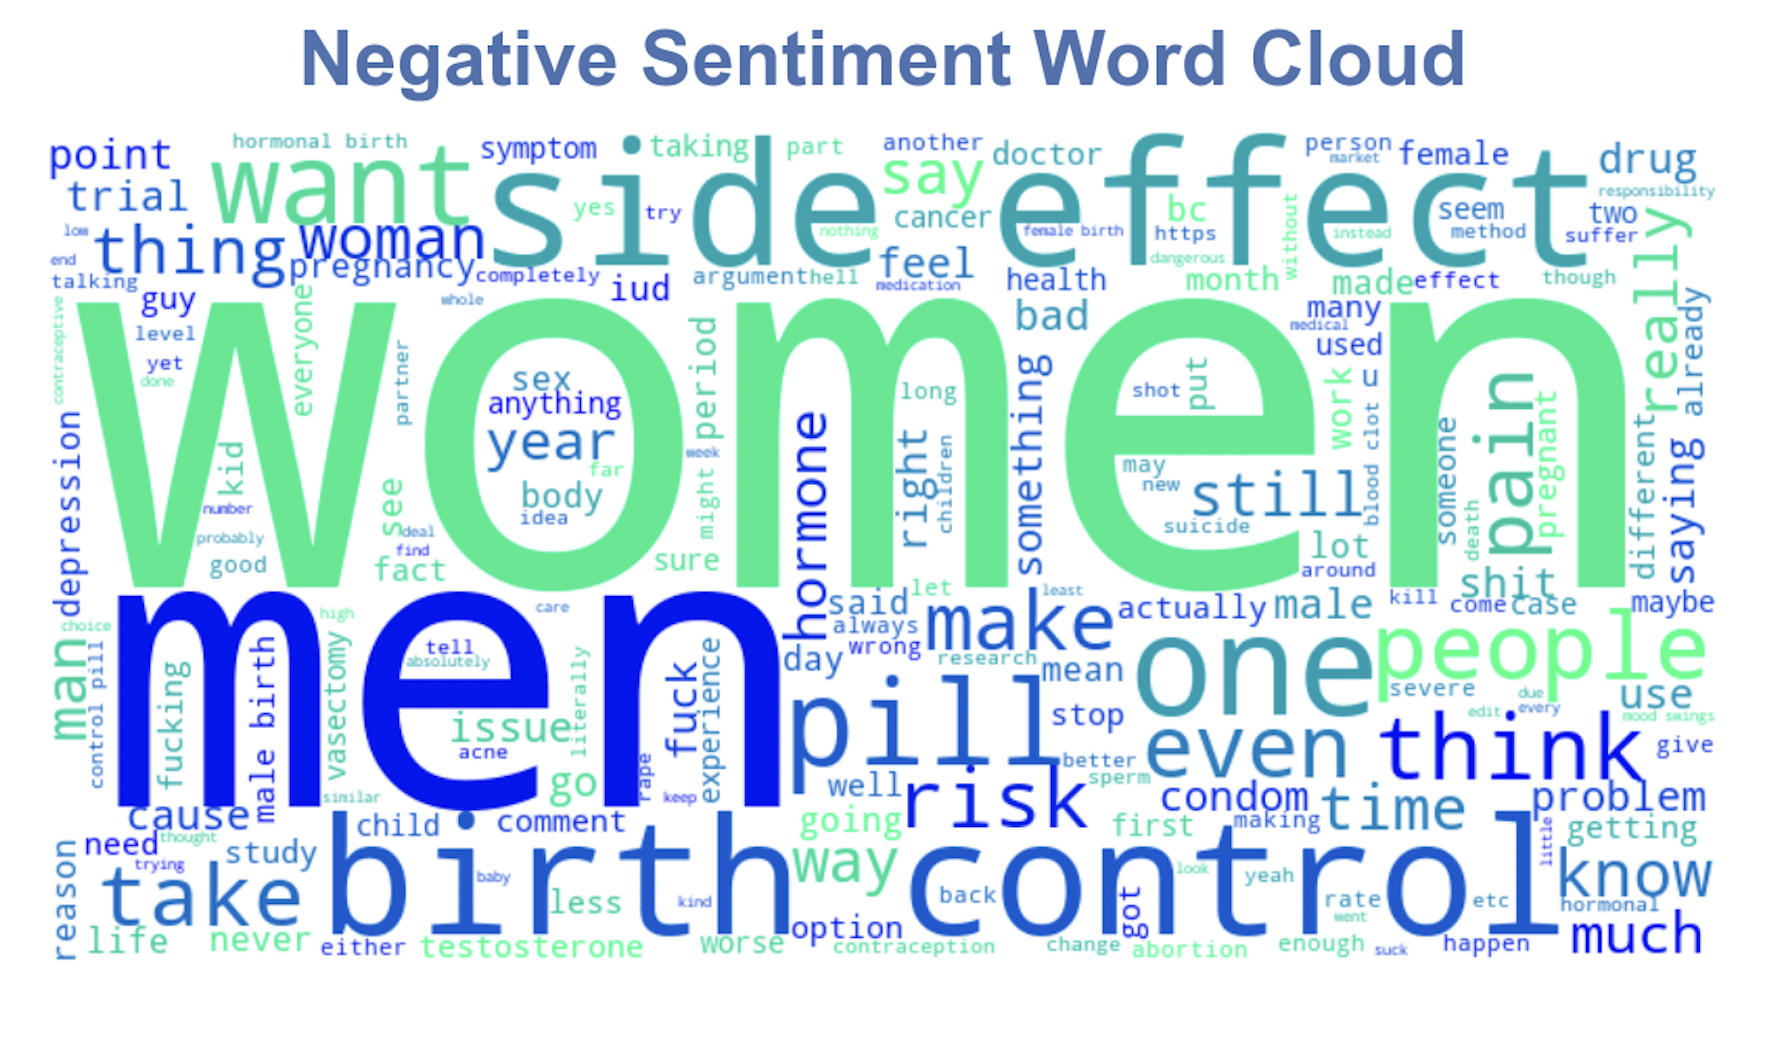 Negative Sentiment Word Cloud
hormonal birth
symptom
taking
part
another
person
market
female
drug
point
want
side effect
say
doctor
responsibility
trial
yes
try
cancer
bc
without
seem
two
low
thing
woman
nothing
female birth
https
instead
method
suffer
really
end
pregnancy
completely
argument
hell
feel
dangerous
talking
guy
everyone
whole
iud
medication
health
month
made
effect
though
contraceptive
level
partner
period
bad
many
medical
already
yet
done
women
sex
anything
year
far
body
idea
week
long
something
shot
put
used
work
u
pain
pregnant
depression
kid
number
probably
good
see
deal
find
fact
might
sure
hormone
right
children
may
new
still
suicide
blood clot
someone
death
different
saying
lot
around
shit
let
least
care
high
choice
men
said
make
actually
male
kill
come
case
maybe
always
wrong
man
control pill
fucking
male birth
vasectomy
tell
absolutely
literally
fuck
experience
day
research
mean
one
people
severe
due
every
use
edit
mood swings
issue
acne
rape
pill
stop
even
think
give
better
sperm
similar
go
keep
well
risk
condom
time
problem
cause
child
comment
going
first
making
little
getting
need
thought
trying
study
birth control
way
look
yeah
know
reason
take
baby
less
kind
back
got
rate
went
etc
hormonal
life
never
either
testosterone
worse
option
contraception
change
abortion
enough
suck
happen
much